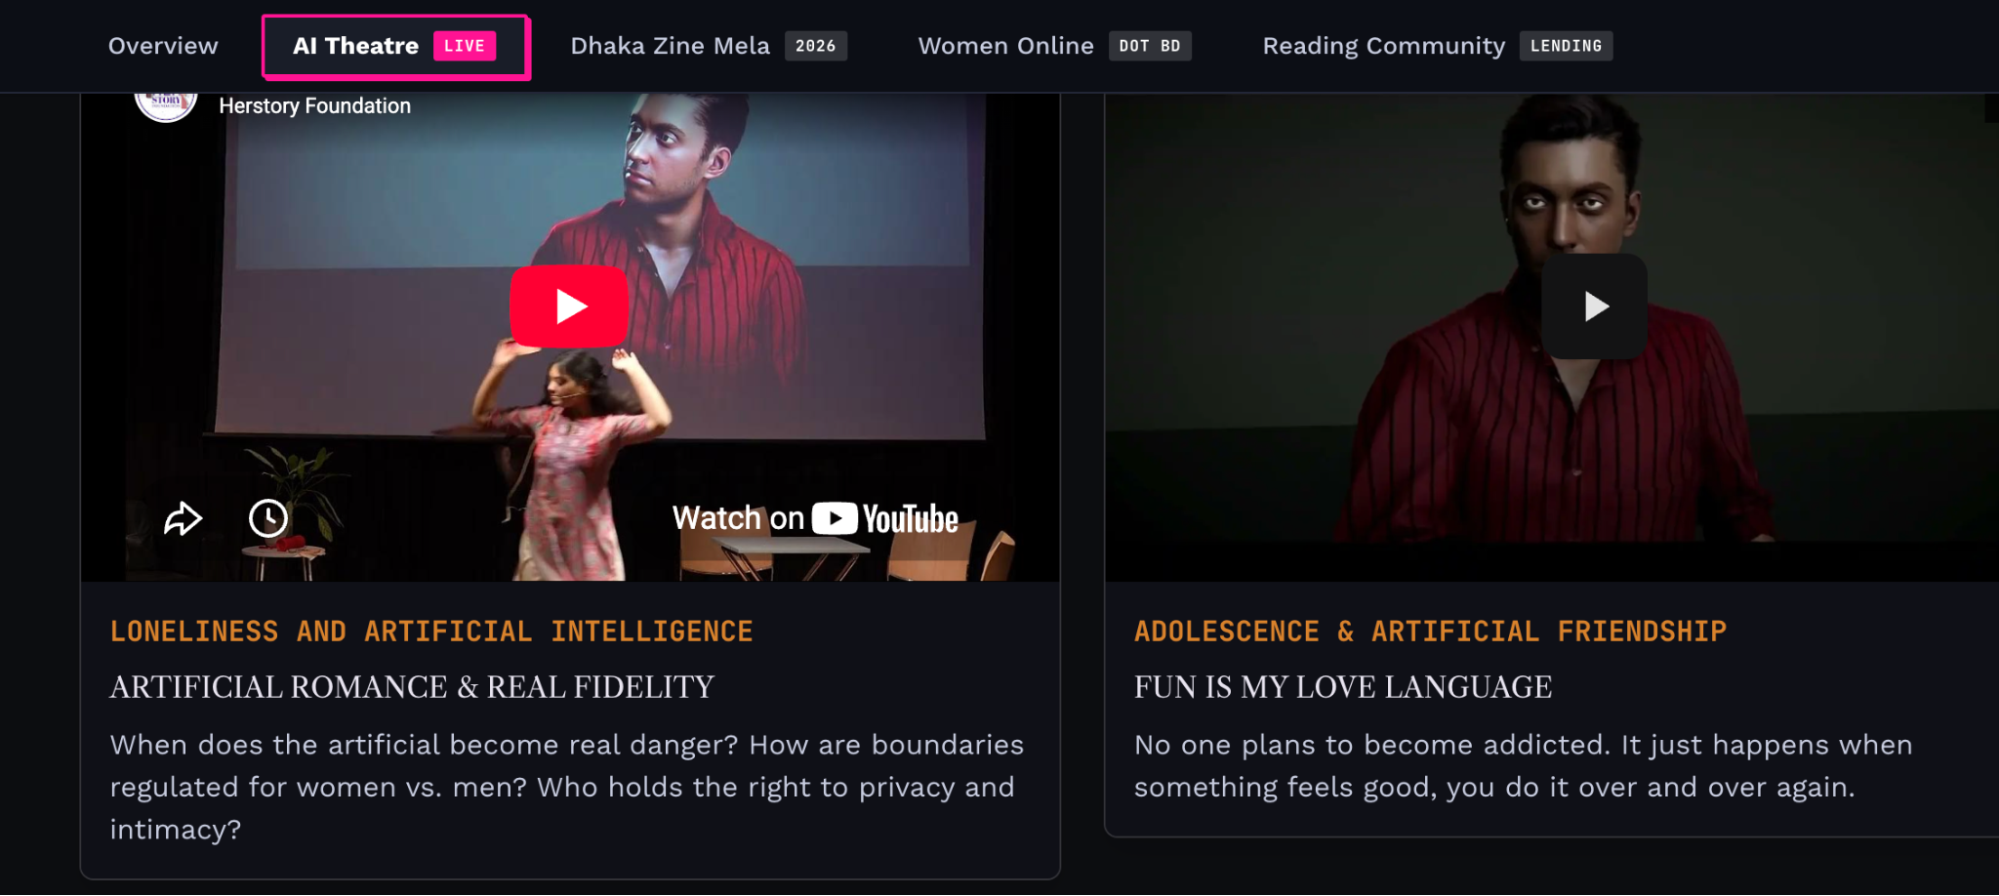 Overview
AI Theatre LIVE
Dhaka Zine Mela 2026
Women Online DOT BD
Reading Community LENDING
STORY
Herstory Foundation
Watch on YouTube
LONELINESS AND ARTIFICIAL INTELLIGENCE
ARTIFICIAL ROMANCE & REAL FIDELITY
When does the artificial become real danger? How are boundaries
regulated for women vs. men? Who holds the right to privacy and
intimacy?
ADOLESCENCE & ARTIFICIAL FRIENDSHIP
FUN IS MY LOVE LANGUAGE
No one plans to become addicted. It just happens when
something feels good, you do it over and over again.